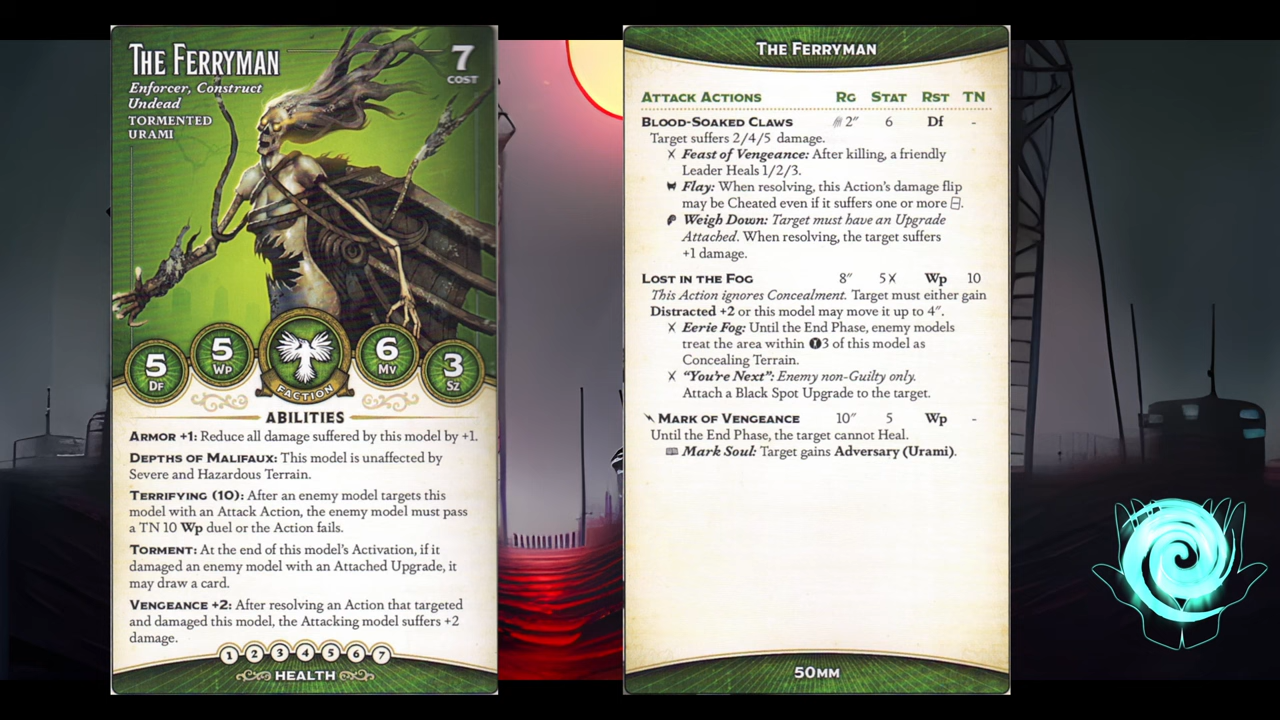 THE FERRYMAN
7
COST
Enforcer, Construct
Undead
TORMENTED
URAMI
5
DF
5
WP
FACTION
6
MV
3
SZ
ABILITIES
ARMOR +1: Reduce all damage suffered by this model by +1.
DEPTHS OF MALIFAUX: This model is unaffected by
Severe and Hazardous Terrain.
TERRIFYING (10): After an enemy model targets this
model with an Attack Action, the enemy model must pass
a TN 10 Wp duel or the Action fails.
TORMENT: At the end of this model's Activation, if it
damaged an enemy model with an Attached Upgrade, it
may draw a card.
VENGEANCE +2: After resolving an Action that targeted
and damaged this model, the Attacking model suffers +2
damage.
1 2 3 4 5 6 7
HEALTH
THE FERRYMAN
ATTACK ACTIONS RG STAT RST TN
BLOOD-SOAKED CLAWS 2" 6 Df -
Target suffers 2/4/5 damage.
Feast of Vengeance: After killing, a friendly
Leader Heals 1/2/3.
Flay: When resolving, this Action's damage flip
may be Cheated even if it suffers one or more
Weigh Down: Target must have an Upgrade
Attached. When resolving, the target suffers
+1 damage.
LOST IN THE FOG 8" 5 Wp 10
This Action ignores Concealment. Target must either gain
Distracted +2 or this model may move it up to 4".
Eerie Fog: Until the End Phase, enemy models
treat the area within 3 of this model as
Concealing Terrain.
"You're Next": Enemy non-Guilty only.
Attach a Black Spot Upgrade to the target.
MARK OF VENGEANCE 10" 5 Wp -
Until the End Phase, the target cannot Heal.
Mark Soul: Target gains Adversary (Urami).
50MM